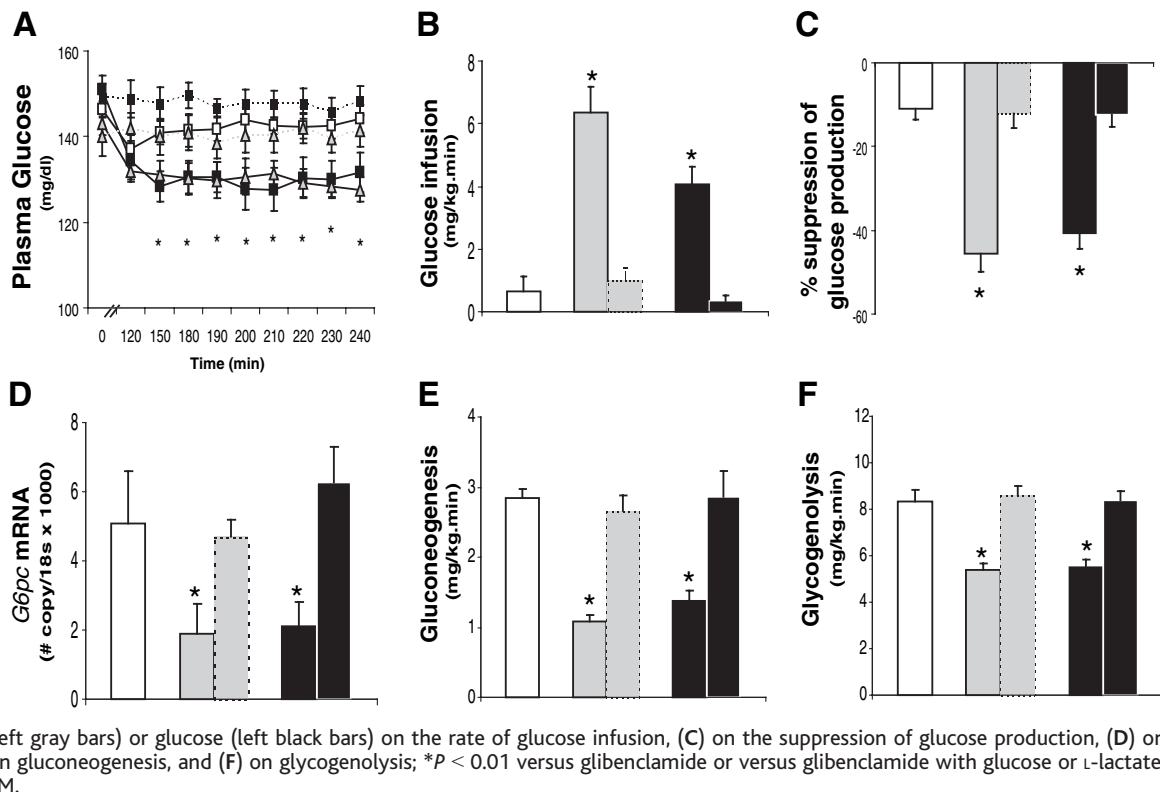 A
B
C
160
140
120
100
Plasma Glucose
(mg/dl)
0 120 150 180 190 200 210 220 230 240
Time (min)
* * * * * * * *
8
6
4
2
0
Glucose infusion
(mg/kg.min)
*
*
0
-20
-40
-60
% suppression of
glucose production
*
*
D
E
F
8
6
4
2
0
G6pc mRNA
(# copy/18s x 1000)
*
*
4
3
2
1
0
Gluconeogenesis
(mg/kg.min)
*
*
12
10
8
6
4
2
0
Glycogenolysis
(mg/kg.min)
*
*
eft gray bars) or glucose (left black bars) on the rate of glucose infusion, (C) on the suppression of glucose production, (D) or
n gluconeogenesis, and (F) on glycogenolysis; *P < 0.01 versus glibenclamide or versus glibenclamide with glucose or L-lactate
M.